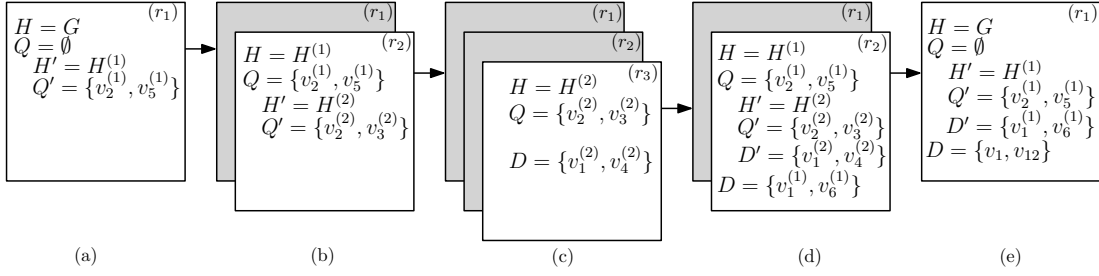 (r₁)
H = G
Q = ∅
H′ = H⁽¹⁾
Q′ = {v₂⁽¹⁾, v₅⁽¹⁾}
(a)
(r₁)
(r₂)
H = H⁽¹⁾
Q = {v₂⁽¹⁾, v₅⁽¹⁾}
H′ = H⁽²⁾
Q′ = {v₂⁽²⁾, v₃⁽²⁾}
(b)
(r₁)
(r₂)
(r₃)
H = H⁽²⁾
Q = {v₂⁽²⁾, v₃⁽²⁾}
D = {v₁⁽²⁾, v₄⁽²⁾}
(c)
(r₁)
(r₂)
H = H⁽¹⁾
Q = {v₂⁽¹⁾, v₅⁽¹⁾}
H′ = H⁽²⁾
Q′ = {v₂⁽²⁾, v₃⁽²⁾}
D′ = {v₁⁽²⁾, v₄⁽²⁾}
D = {v₁⁽¹⁾, v₆⁽¹⁾}
(d)
(r₁)
H = G
Q = ∅
H′ = H⁽¹⁾
Q′ = {v₂⁽¹⁾, v₅⁽¹⁾}
D′ = {v₁⁽¹⁾, v₆⁽¹⁾}
D = {v₁, v₁₂}
(e)